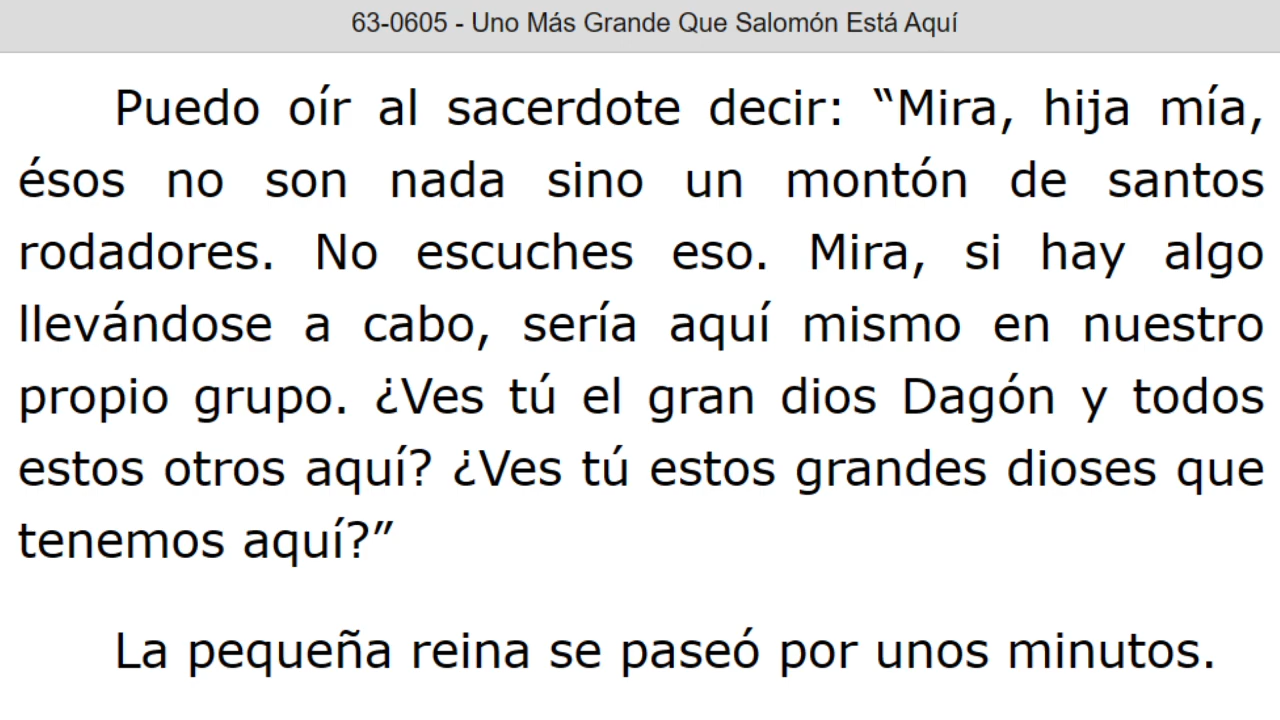 63-0605 - Uno Más Grande Que Salomón Está Aquí
Puedo oír al sacerdote decir: “Mira, hija mía,
ésos no son nada sino un montón de santos
rodadores. No escuches eso. Mira, si hay algo
llevándose a cabo, sería aquí mismo en nuestro
propio grupo. ¿Ves tú el gran dios Dagón y todos
estos otros aquí? ¿Ves tú estos grandes dioses que
tenemos aquí?”
La pequeña reina se paseó por unos minutos.